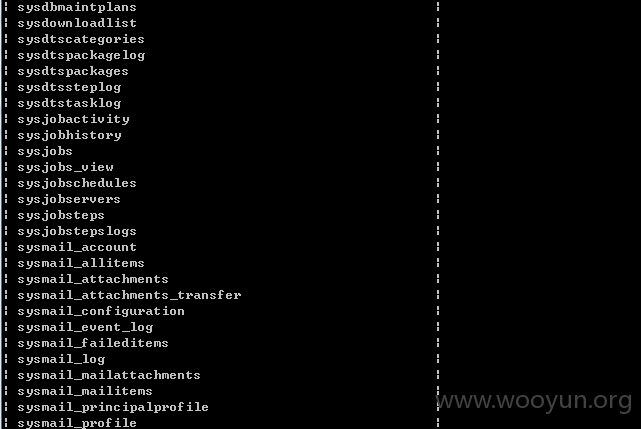 ¦ sysdbmaintplans ¦
¦ sysdownloadlist ¦
¦ sysdtscategories ¦
¦ sysdtspackagelog ¦
¦ sysdtspackages ¦
¦ sysdtssteplog ¦
¦ sysdtstasklog ¦
¦ sysjobactivity ¦
¦ sysjobhistory ¦
¦ sysjobs ¦
¦ sysjobs_view ¦
¦ sysjobschedules ¦
¦ sysjobservers ¦
¦ sysjobsteps ¦
¦ sysjobstepslogs ¦
¦ sysmail_account ¦
¦ sysmail_allitems ¦
¦ sysmail_attachments ¦
¦ sysmail_attachments_transfer ¦
¦ sysmail_configuration ¦
¦ sysmail_event_log ¦
¦ sysmail_faileditems ¦
¦ sysmail_log ¦
¦ sysmail_mailattachments ¦
¦ sysmail_mailitems ¦
¦ sysmail_principalprofile ¦
¦ sysmail_profile ¦
www.wooyun.org